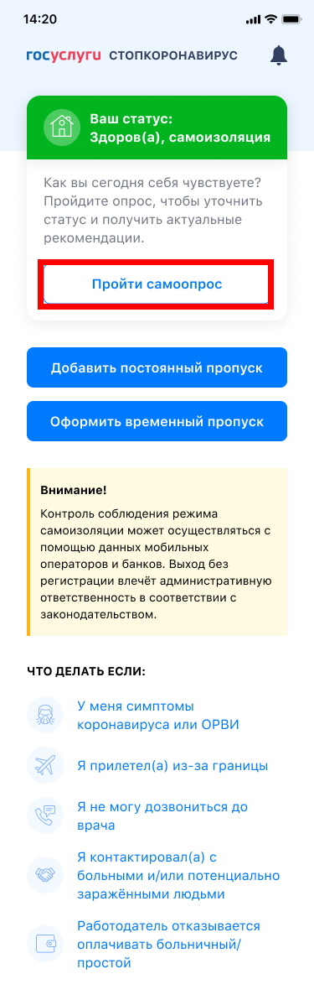 14:20
госуслуги СТОПКОРОНАВИРУС
Ваш статус:
Здоров(а), самоизоляция
Как вы сегодня себя чувствуете?
Пройдите опрос, чтобы уточнить
статус и получить актуальные
рекомендации.
Пройти самоопрос
Добавить постоянный пропуск
Оформить временный пропуск
Внимание!
Контроль соблюдения режима
самоизоляции может осуществляться с
помощью данных мобильных
операторов и банков. Выход без
регистрации влечёт административную
ответственность в соответствии с
законодательством.
ЧТО ДЕЛАТЬ ЕСЛИ:
У меня симптомы
коронавируса или ОРВИ
Я прилетел(а) из-за границы
Я не могу дозвониться до
врача
Я контактировал(а) с
больными и/или потенциально
заражёнными людьми
Работодатель отказывается
оплачивать больничный/
простой